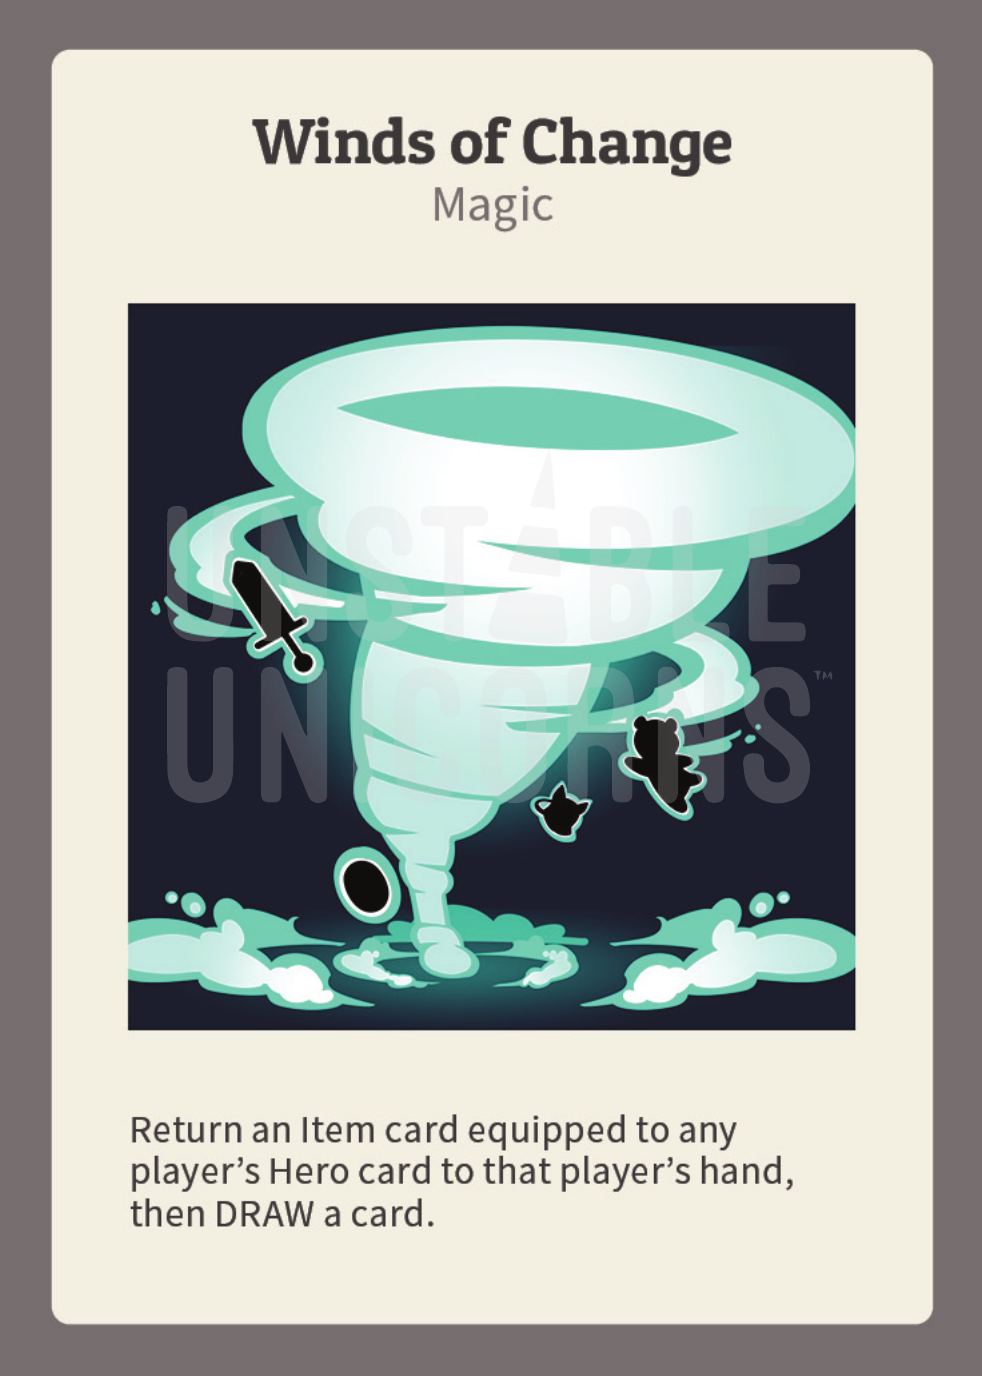 Winds of Change
Magic
UNSTABLE
UNICORNS™
Return an Item card equipped to any
player’s Hero card to that player’s hand,
then DRAW a card.